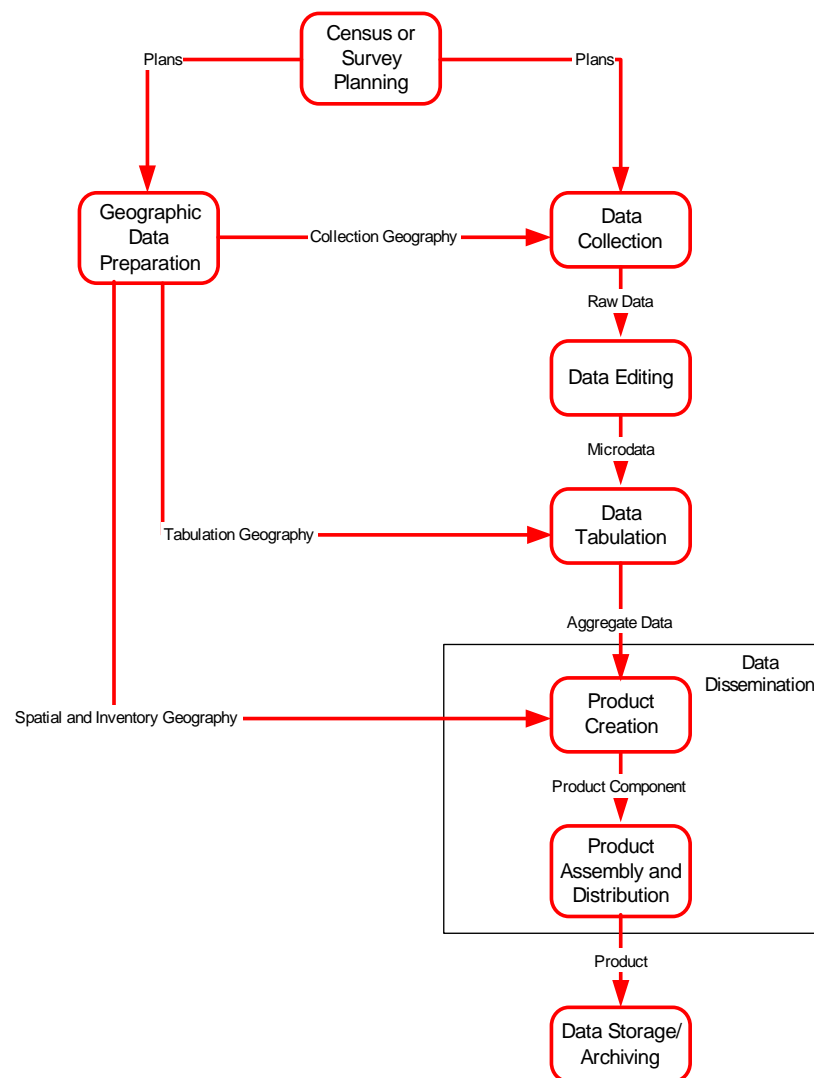 Census or
Survey
Planning
Plans
Plans
Geographic
Data
Preparation
Collection Geography
Data
Collection
Raw Data
Data Editing
Microdata
Data
Tabulation
Tabulation Geography
Aggregate Data
Data
Dissemination
Product
Creation
Spatial and Inventory Geography
Product Component
Product
Assembly and
Distribution
Product
Data Storage/
Archiving